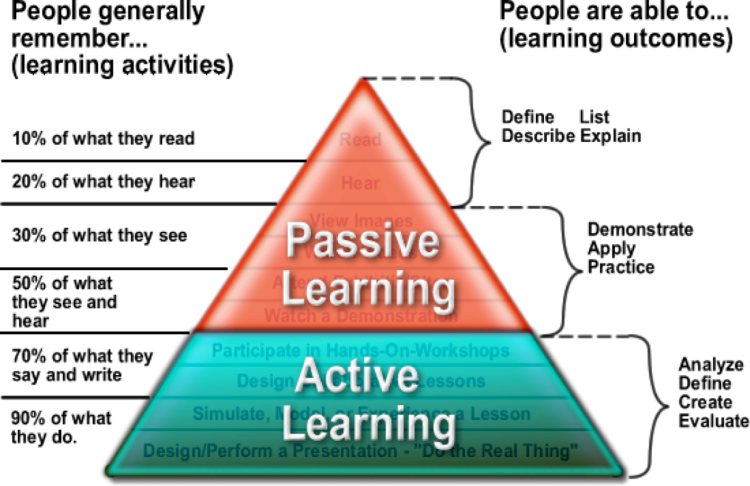 People generally
remember...
(learning activities)
People are able to...
(learning outcomes)
10% of what they read
Read
Define List
Describe Explain
20% of what they hear
Hear
30% of what they see
View Images
Demonstrate
Apply
Practice
Passive
Learning
50% of what
they see and
hear
Watch a Demonstration
70% of what they
say and write
Participate in Hands-On-Workshops
Design Lessons
Active
Learning
Analyze
Define
Create
Evaluate
90% of what
they do.
Simulate, Model, or Experience a Lesson
Design/Perform a Presentation - "Do the Real Thing"